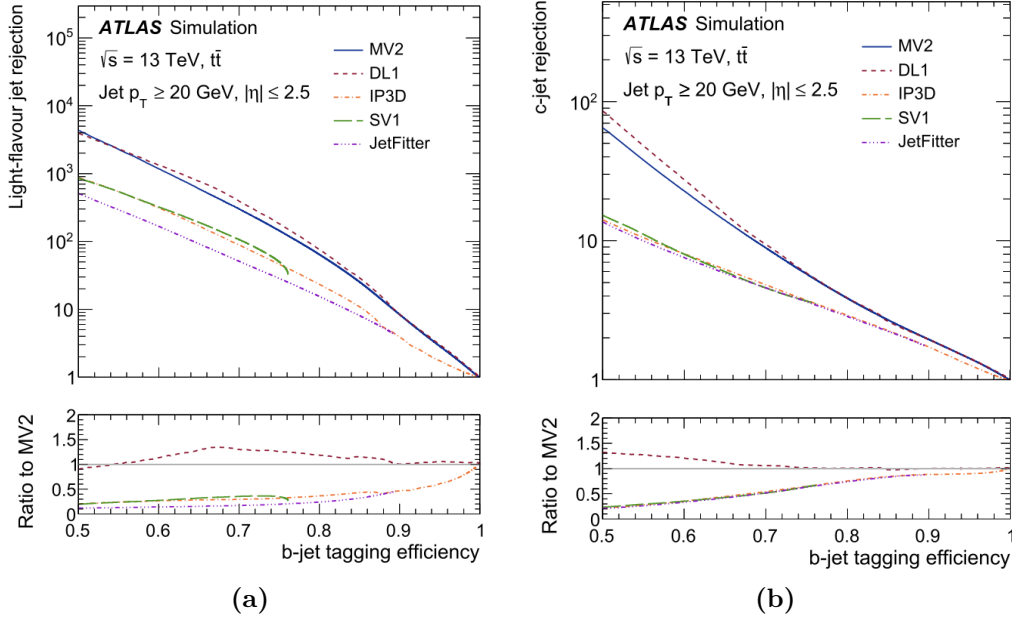 ATLAS Simulation
√s = 13 TeV, tt̄
Jet p_T ≥ 20 GeV, |η| ≤ 2.5
MV2
DL1
IP3D
SV1
JetFitter
Light-flavour jet rejection
10^5
10^4
10^3
10^2
10
1
Ratio to MV2
2
1.5
1
0.5
0
0.5 0.6 0.7 0.8 0.9 1
b-jet tagging efficiency
(a)
ATLAS Simulation
√s = 13 TeV, tt̄
Jet p_T ≥ 20 GeV, |η| ≤ 2.5
MV2
DL1
IP3D
SV1
JetFitter
c-jet rejection
10^2
10
1
Ratio to MV2
2
1.5
1
0.5
0
0.5 0.6 0.7 0.8 0.9 1
b-jet tagging efficiency
(b)